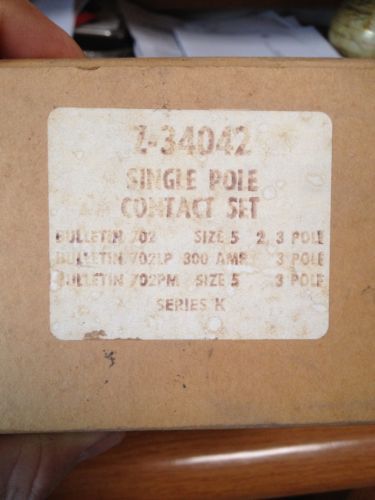 Z-34042
SINGLE POLE
CONTACT SET
BULLETIN 702 SIZE 5 2, 3 POLE
BULLETIN 702LP 300 AMP 3 POLE
BULLETIN 702PM SIZE 5 3 POLE
SERIES K